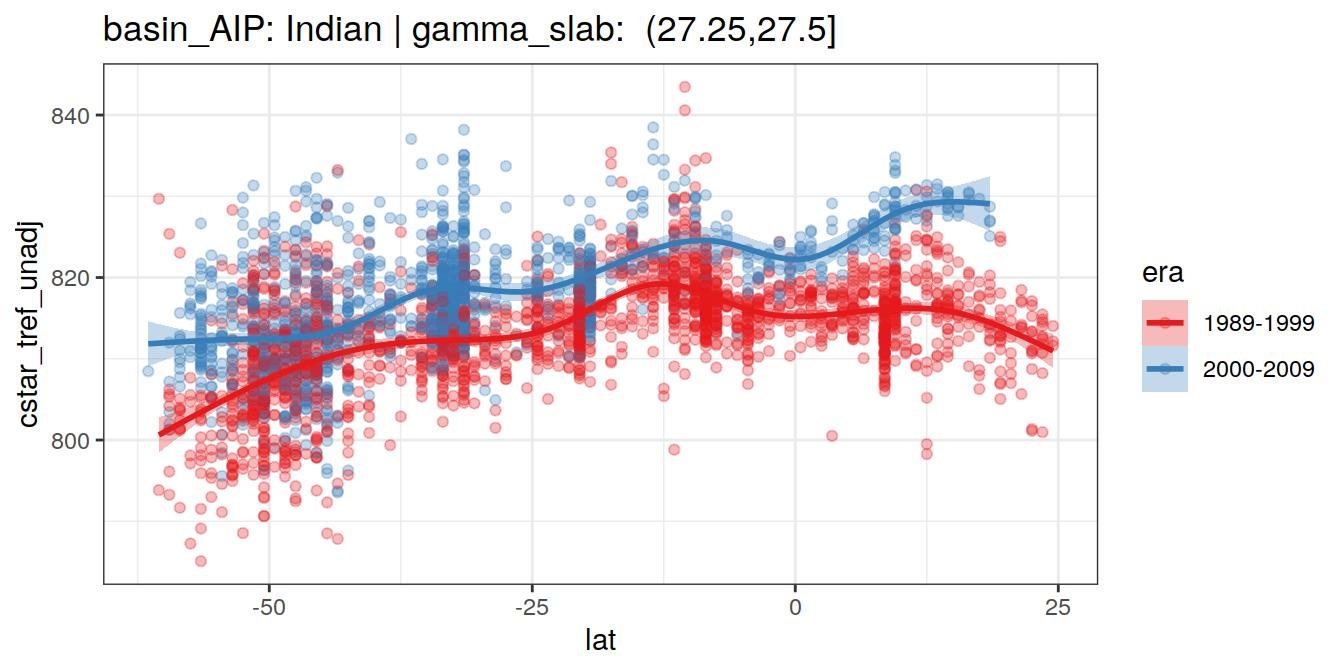 basin_AIP: Indian | gamma_slab:  (27.25,27.5]
cstar_tref_unadj
840
820
800
-50
-25
0
25
lat
era
1989-1999
2000-2009